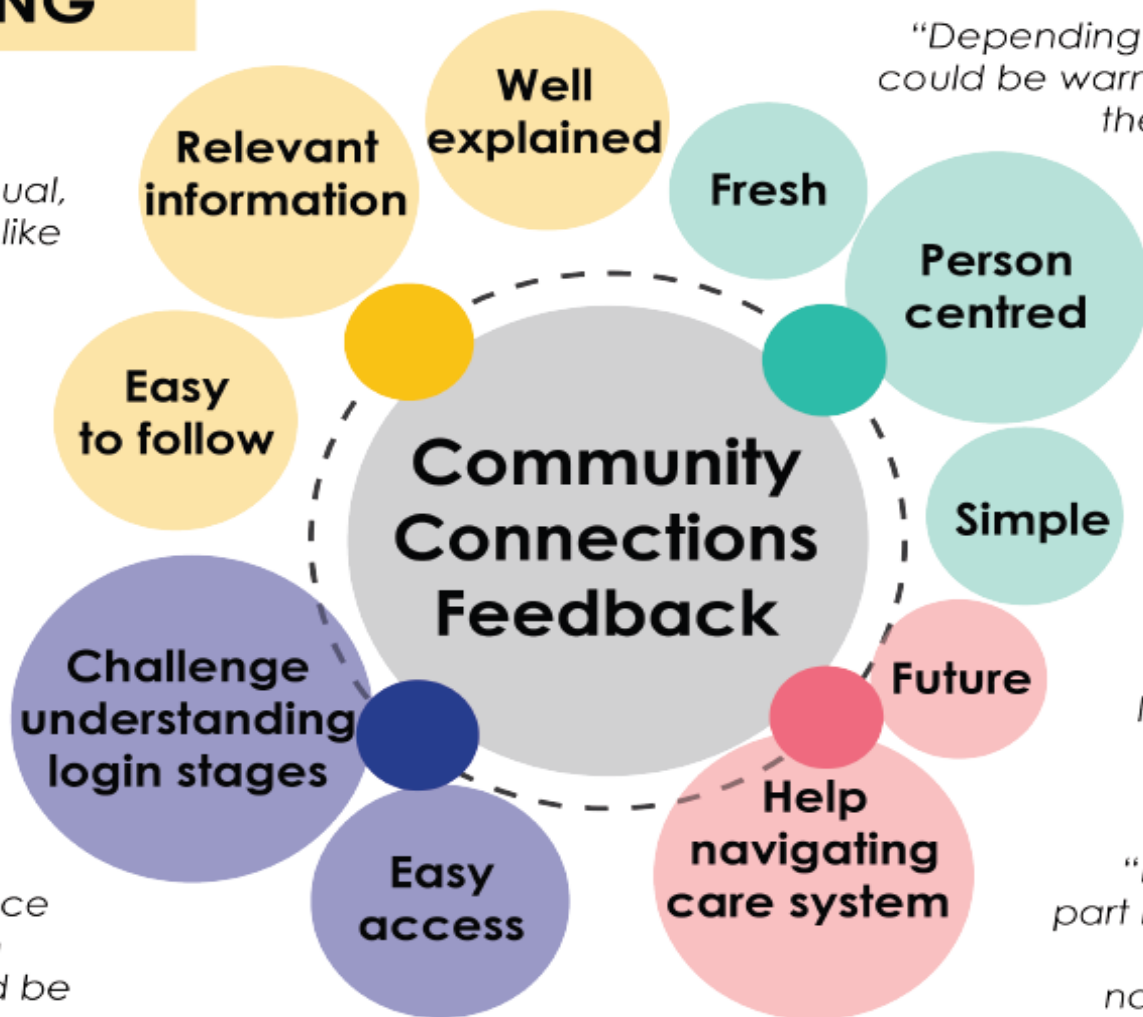 NG
"Depending
could be warr
the
ual,
like
Well
explained
Relevant
information
Fresh
Person
centred
Easy
to follow
Community
Connections
Feedback
Simple
Challenge
understanding
login stages
Future
Help
navigating
care system
Easy
access
ce
d be
part
no